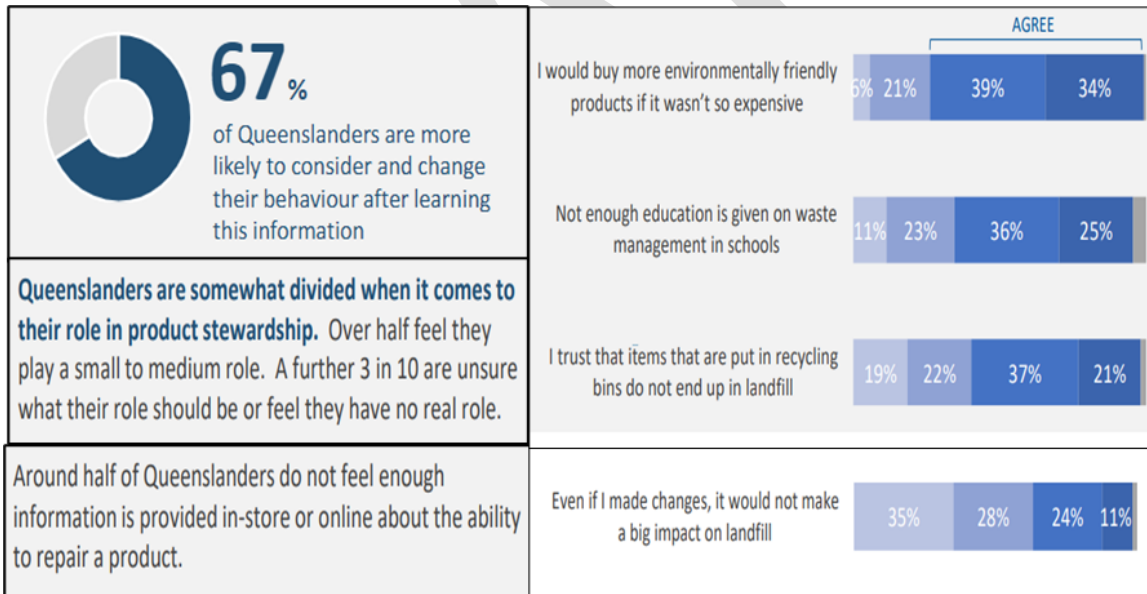 67 %
of Queenslanders are more
likely to consider and change
their behaviour after learning
this information
Queenslanders are somewhat divided when it comes to
their role in product stewardship. Over half feel they
play a small to medium role. A further 3 in 10 are unsure
what their role should be or feel they have no real role.
Around half of Queenslanders do not feel enough
information is provided in-store or online about the ability
to repair a product.
AGREE
I would buy more environmentally friendly
products if it wasn't so expensive
6% 21% 39% 34%
Not enough education is given on waste
management in schools
11% 23% 36% 25%
I trust that items that are put in recycling
bins do not end up in landfill
19% 22% 37% 21%
Even if I made changes, it would not make
a big impact on landfill
35% 28% 24% 11%